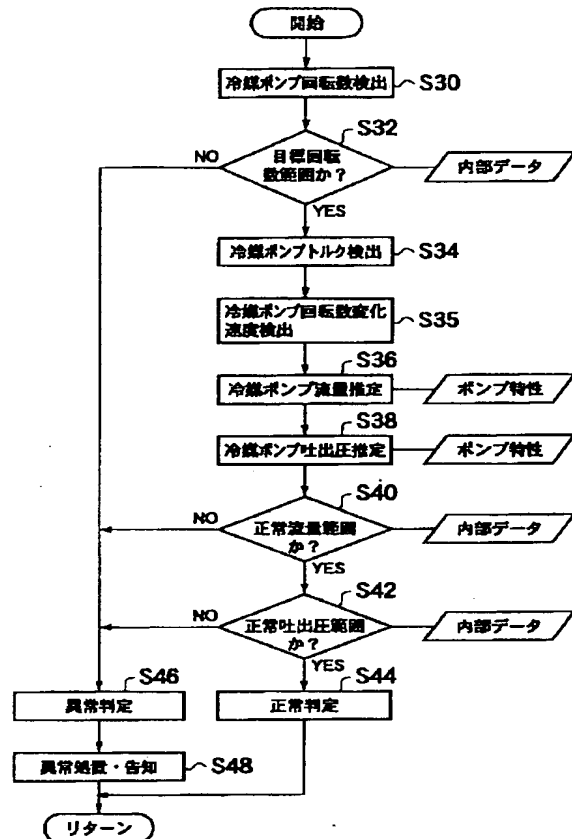 開始
冷媒ポンプ回転数検出
S30
S32
目標回転
数範囲か？
NO
内部データ
YES
冷媒ポンプトルク検出
S34
冷媒ポンプ回転数変化
速度検出
S35
S36
冷媒ポンプ流量推定
ポンプ特性
S38
冷媒ポンプ吐出圧推定
ポンプ特性
S40
正常流量範囲
か？
NO
内部データ
YES
S42
正常吐出圧範囲
か？
NO
内部データ
YES
S46
異常判定
S44
正常判定
異常処置・告知
S48
リターン